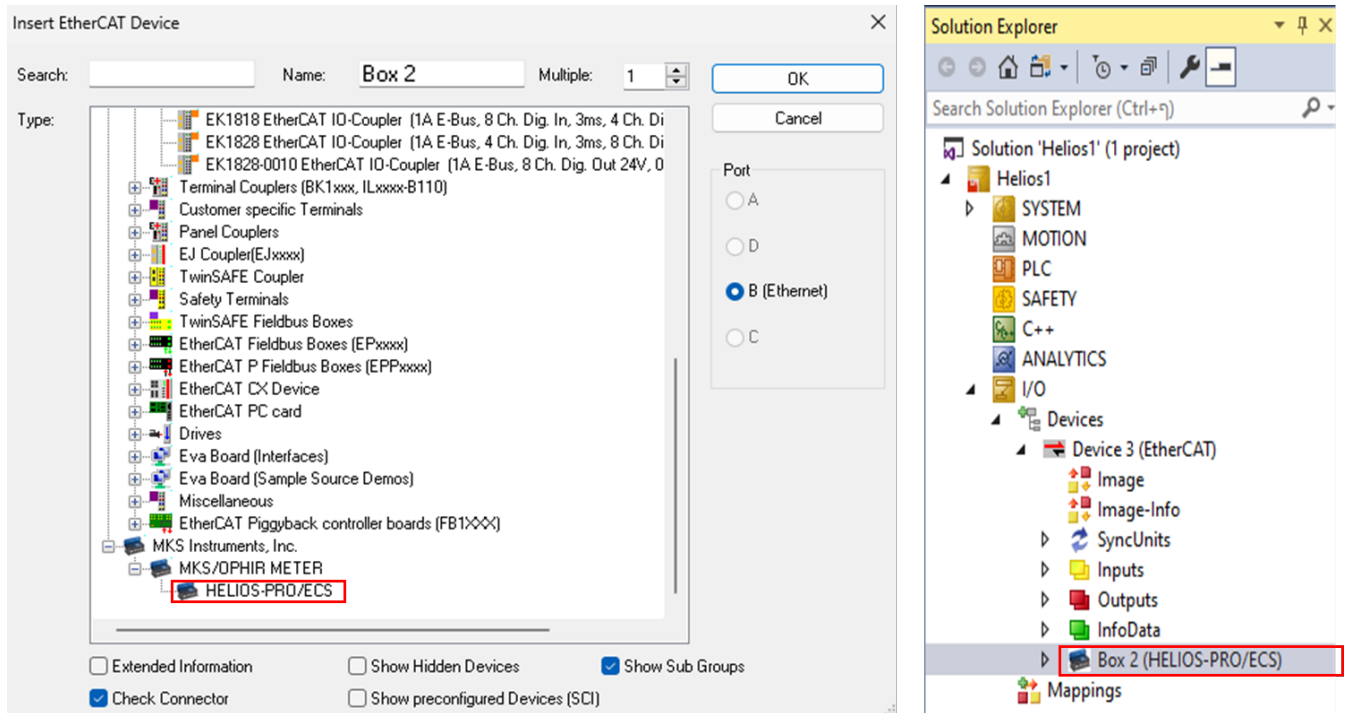 Insert EtherCAT Device
Search:
Name: Box 2
Multiple: 1
OK
Type:
Cancel
EK1818 EtherCAT IO-Coupler (1A E-Bus, 8 Ch. Dig. In, 3ms, 4 Ch. Di
EK1828 EtherCAT IO-Coupler (1A E-Bus, 4 Ch. Dig. In, 3ms, 8 Ch. Di
EK1828-0010 EtherCAT IO-Coupler (1A E-Bus, 8 Ch. Dig. Out 24V, 0
Terminal Couplers (BK1xxx, ILxxxx-B110)
Customer specific Terminals
Panel Couplers
EJ Coupler(EJxxxx)
TwinSAFE Coupler
Safety Terminals
TwinSAFE Fieldbus Boxes
EtherCAT Fieldbus Boxes (EPxxxx)
EtherCAT P Fieldbus Boxes (EPPxxxx)
EtherCAT CX Device
EtherCAT PC card
Drives
Eva Board (Interfaces)
Eva Board (Sample Source Demos)
Miscellaneous
EtherCAT Piggyback controller boards (FB1XXX)
MKS Instruments, Inc.
MKS/OPHIR METER
HELIOS-PRO/ECS
Port
A
D
B (Ethernet)
C
Extended Information
Show Hidden Devices
Show Sub Groups
Check Connector
Show preconfigured Devices (SCI)
Solution Explorer
Search Solution Explorer (Ctrl+ף)
Solution 'Helios1' (1 project)
Helios1
SYSTEM
MOTION
PLC
SAFETY
C++
ANALYTICS
I/O
Devices
Device 3 (EtherCAT)
Image
Image-Info
SyncUnits
Inputs
Outputs
InfoData
Box 2 (HELIOS-PRO/ECS)
Mappings